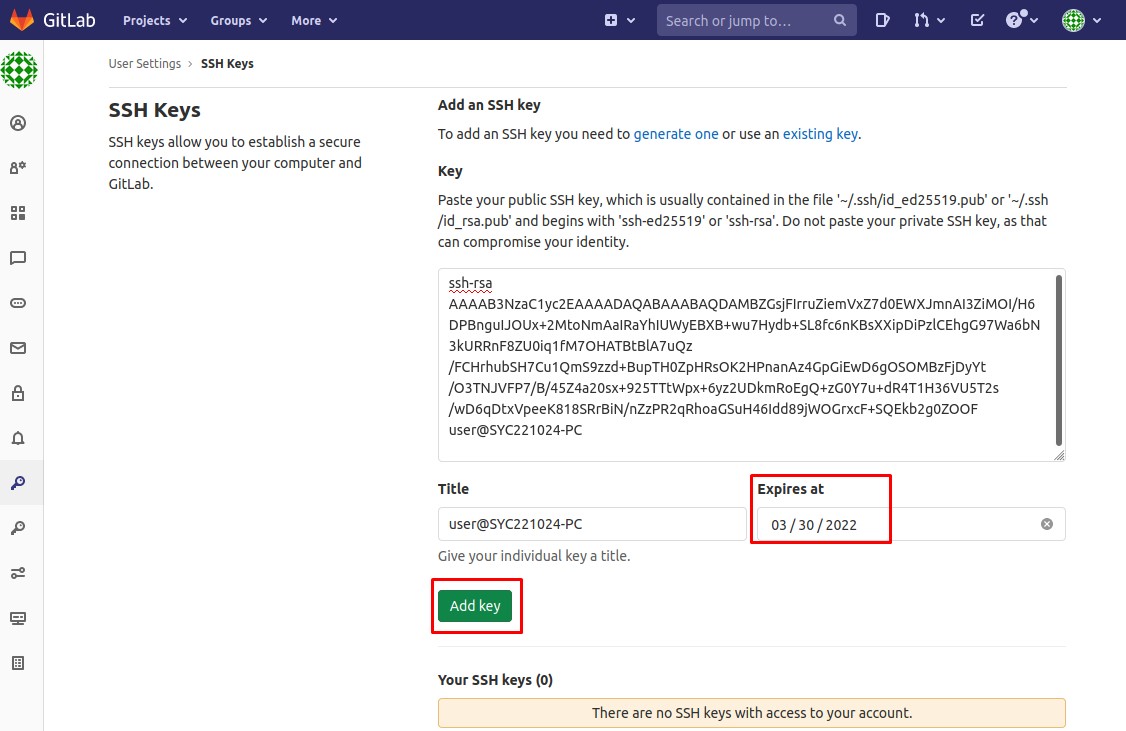 GitLab Projects Groups More Search or jump to…
User Settings › SSH Keys
SSH Keys
SSH keys allow you to establish a secure
connection between your computer and
GitLab.
Add an SSH key
To add an SSH key you need to generate one or use an existing key.
Key
Paste your public SSH key, which is usually contained in the file '~/.ssh/id_ed25519.pub' or '~/.ssh
/id_rsa.pub' and begins with 'ssh-ed25519' or 'ssh-rsa'. Do not paste your private SSH key, as that
can compromise your identity.
ssh-rsa
AAAAB3NzaC1yc2EAAAADAQABAAABAQDAMBZGsjFIrruZiemVxZ7d0EWXJmnAI3ZiMOI/H6
DPBnguIJOUx+2MtoNmAaIRaYhIUWyEBXB+wu7Hydb+SL8fc6nKBsXXipDiPzlCEhgG97Wa6bN
3kURRnF8ZU0iq1fM7OHATBtBlA7uQz
/FCHrhubSH7Cu1QmS9zzd+BupTH0ZpHRsOK2HPnanAz4GpGiEwD6gOSOMBzFjDyYt
/O3TNJVFP7/B/45Z4a20sx+925TTtWpx+6yz2UDkmRoEgQ+zG0Y7u+dR4T1H36VU5T2s
/wD6qDtxVpeeK818SRrBiN/nZzPR2qRhoaGSuH46Idd89jWOGrxcF+SQEkb2g0ZOOF
user@SYC221024-PC
Title
Expires at
user@SYC221024-PC
03 / 30 / 2022
Give your individual key a title.
Add key
Your SSH keys (0)
There are no SSH keys with access to your account.